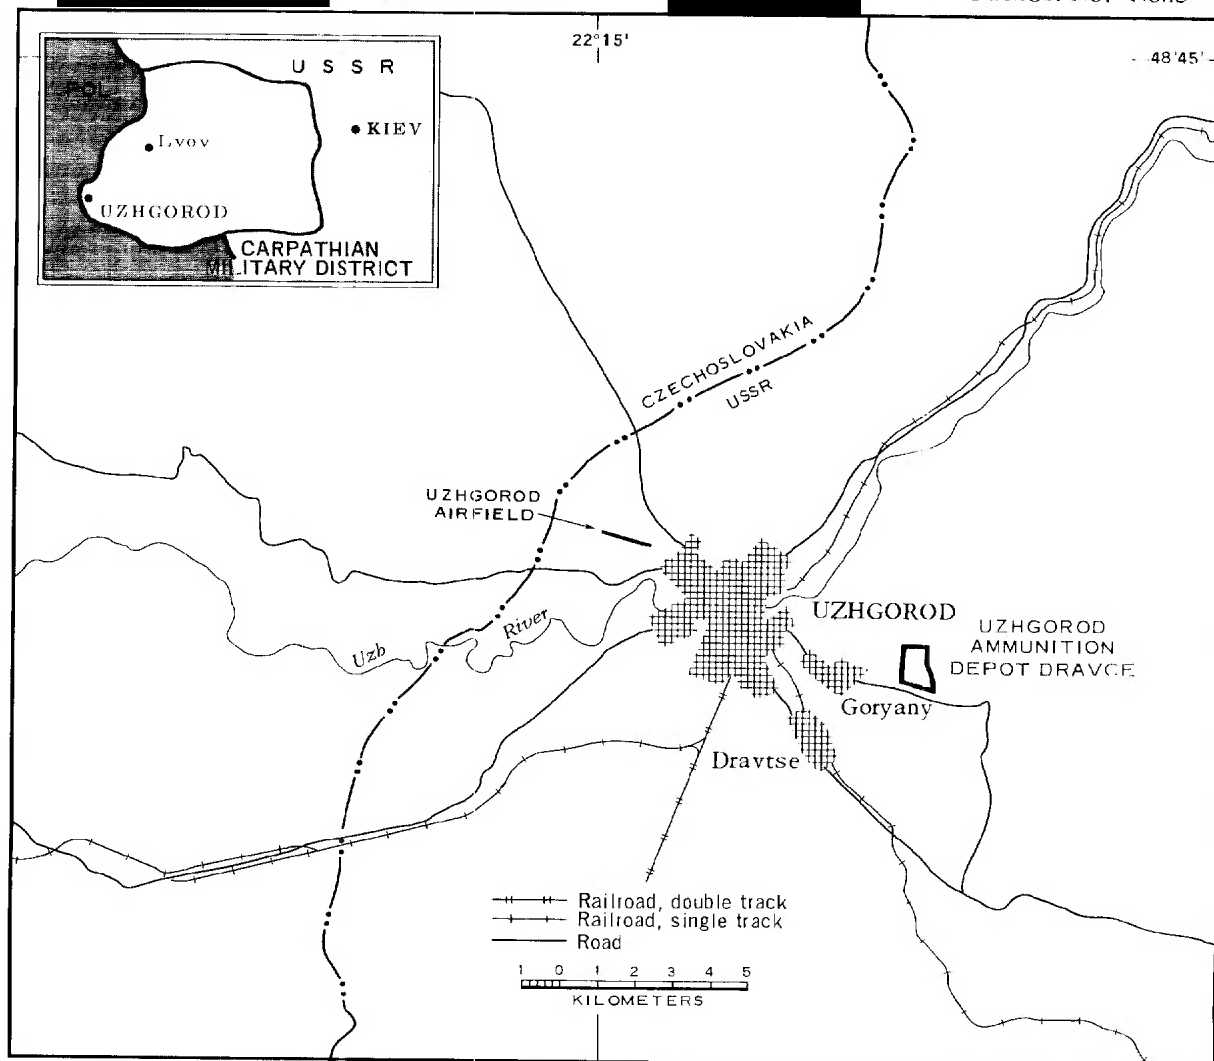 22°15'
48°45'
U S S R
POL
Lvov
KIEV
UZHGOROD
CARPATHIAN
MILITARY DISTRICT
CZECHOSLOVAKIA
USSR
UZHGOROD
AIRFIELD
Uzh
River
UZHGOROD
UZHGOROD
AMMUNITION
DEPOT DRAVCE
Goryany
Dravtse
Railroad, double track
Railroad, single track
Road
1 0 1 2 3 4 5
KILOMETERS